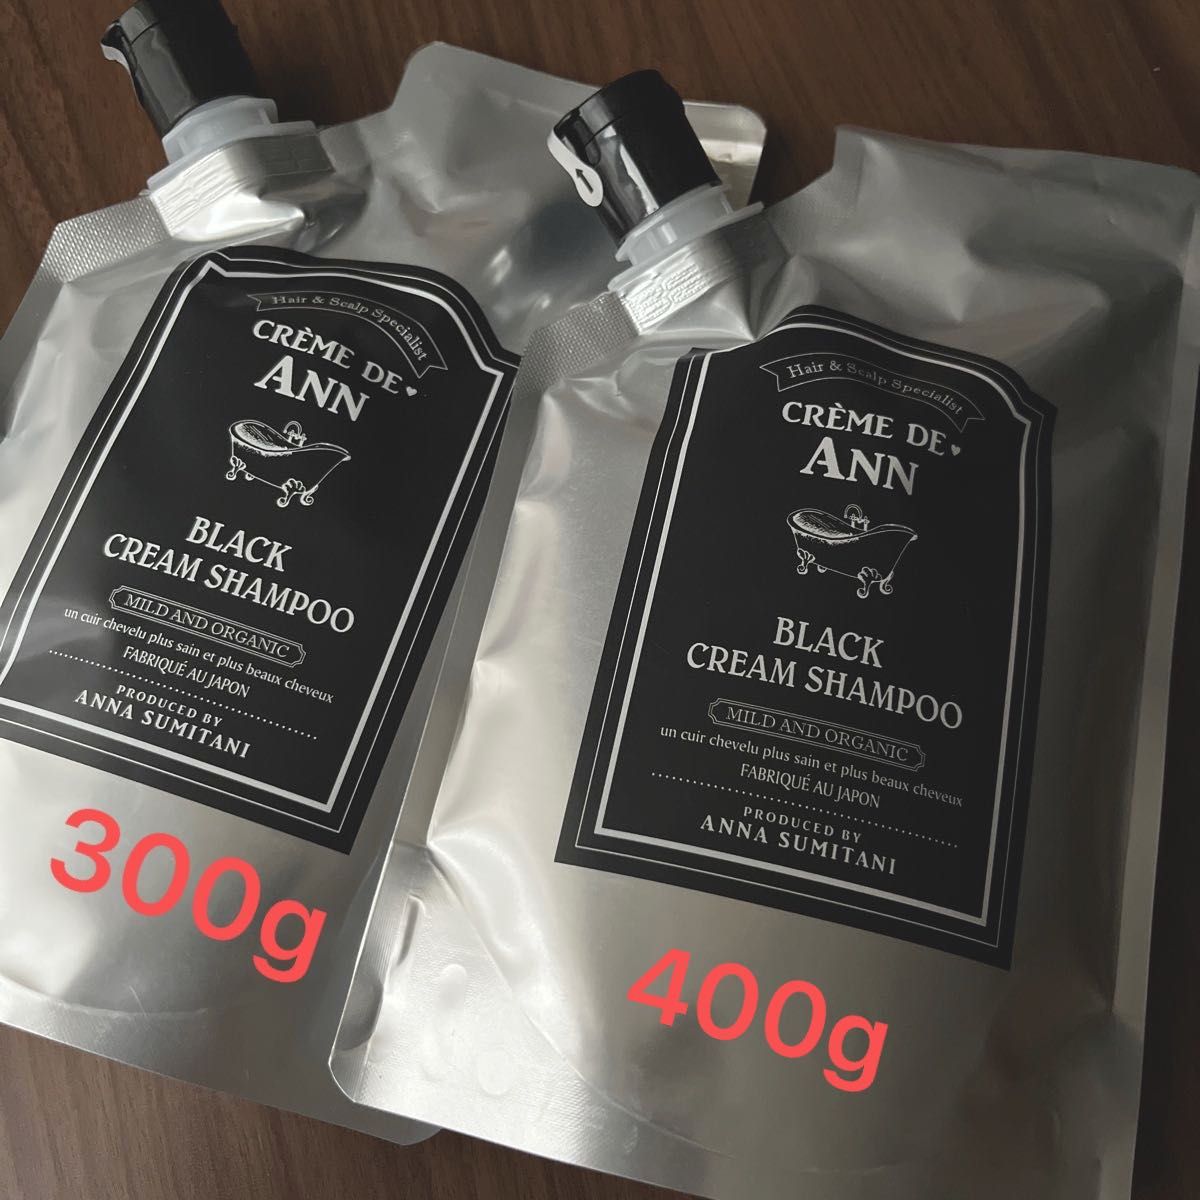 Hair & Scalp Specialist
CRÈME DE♥
ANN
BLACK
CREAM SHAMPOO
MILD AND ORGANIC
un cuir chevelu plus sain et plus beaux cheveux
FABRIQUÉ AU JAPON
PRODUCED BY
ANNA SUMITANI
300g
Hair & Scalp Specialist
CRÈME DE♥
ANN
BLACK
CREAM SHAMPOO
MILD AND ORGANIC
un cuir chevelu plus sain et plus beaux cheveux
FABRIQUÉ AU JAPON
PRODUCED BY
ANNA SUMITANI
400g